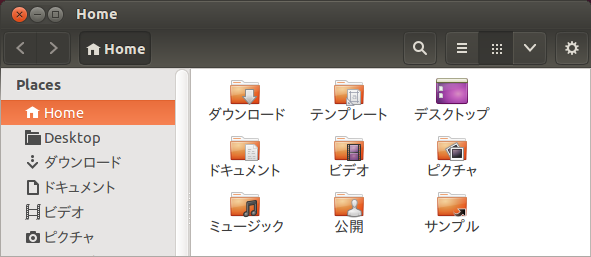 Home
Home
Places
Home
Desktop
ダウンロード
ドキュメント
ビデオ
ピクチャ
ダウンロード
テンプレート
デスクトップ
ドキュメント
ビデオ
ピクチャ
ミュージック
公開
サンプル